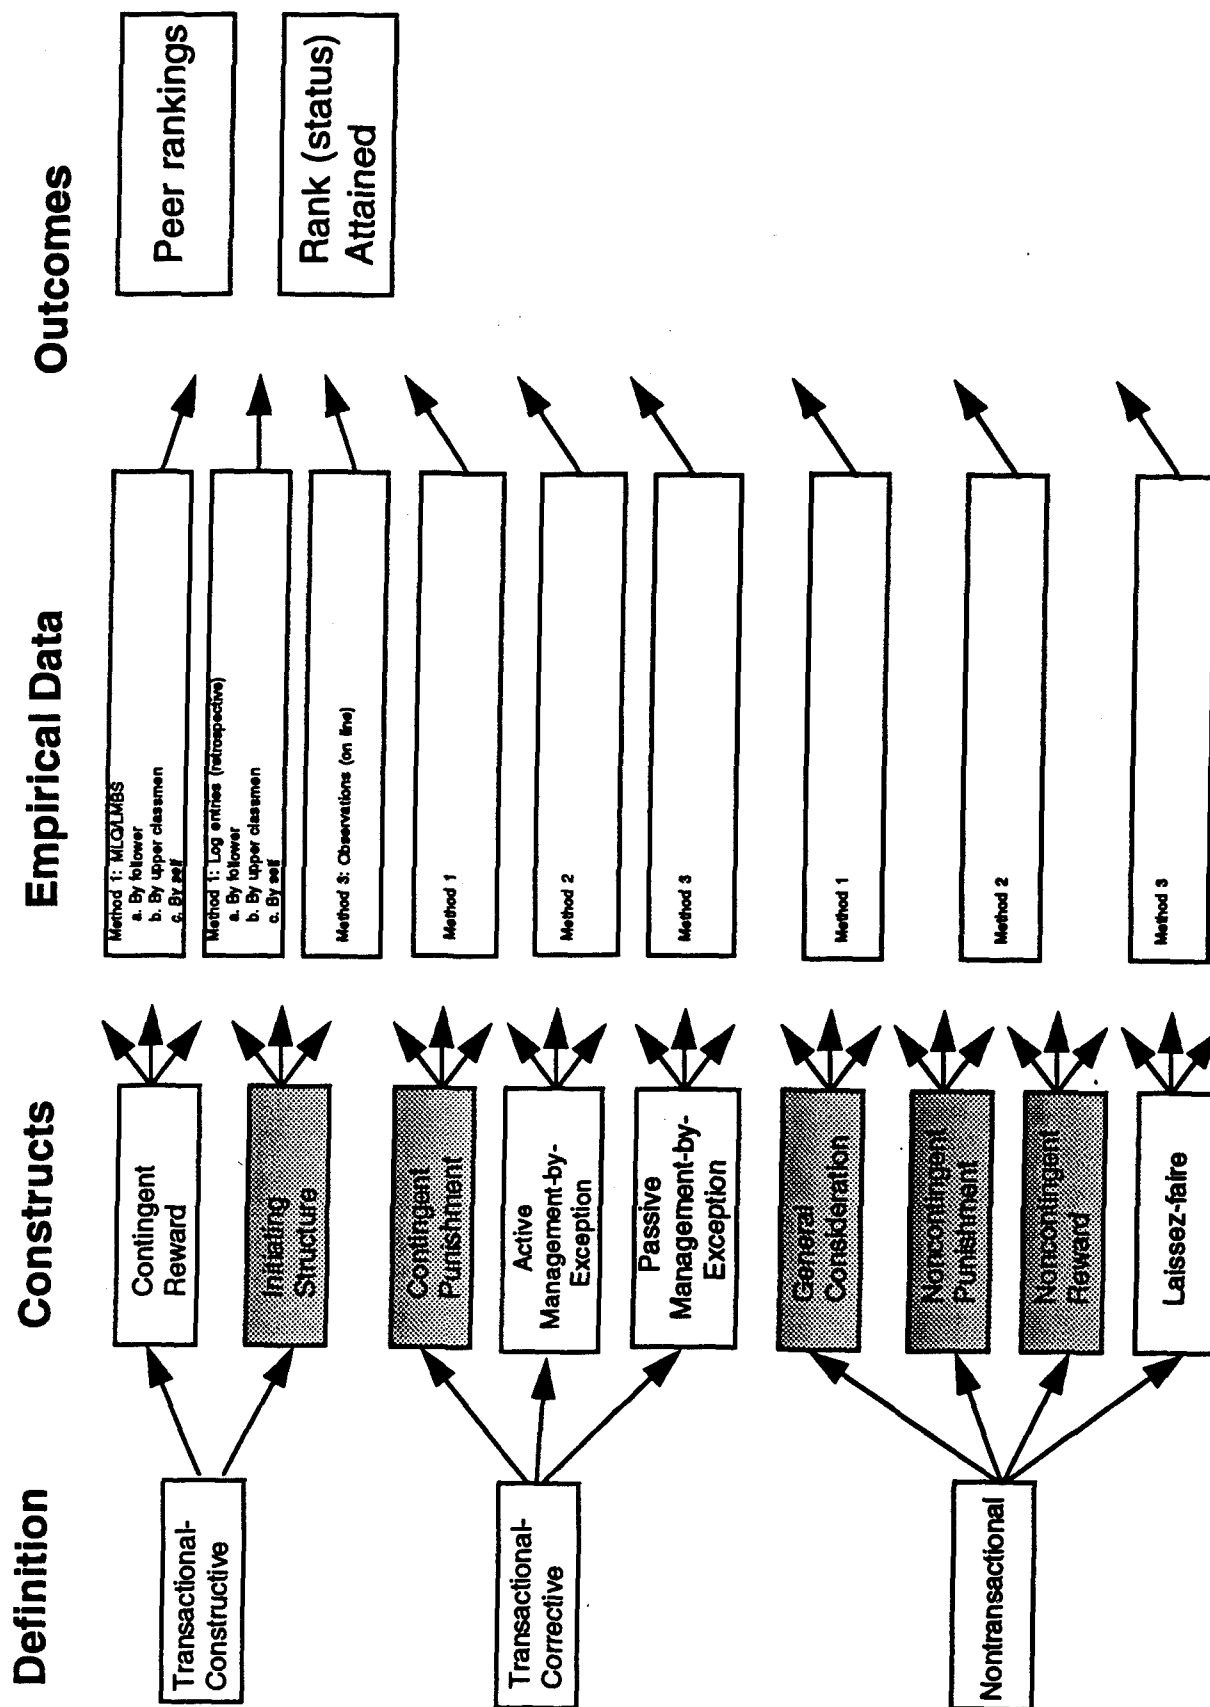 Definition
Constructs
Empirical Data
Outcomes
Transactional-
Constructive
Transactional-
Corrective
Nontransactional
Contingent
Reward
Initiating
Structure
Contingent
Punishment
Active
Management-by-
Exception
Passive
Management-by-
Exception
General
Consideration
Noncontingent
Punishment
Noncontingent
Reward
Laissez-faire
Method 1: MLQ/LMBS
a. By follower
b. By upper classmen
c. By self
Method 1: Log entries (retrospective)
a. By follower
b. By upper classmen
c. By self
Method 3: Observations (on line)
Method 1
Method 2
Method 3
Method 1
Method 2
Method 3
Peer rankings
Rank (status)
Attained